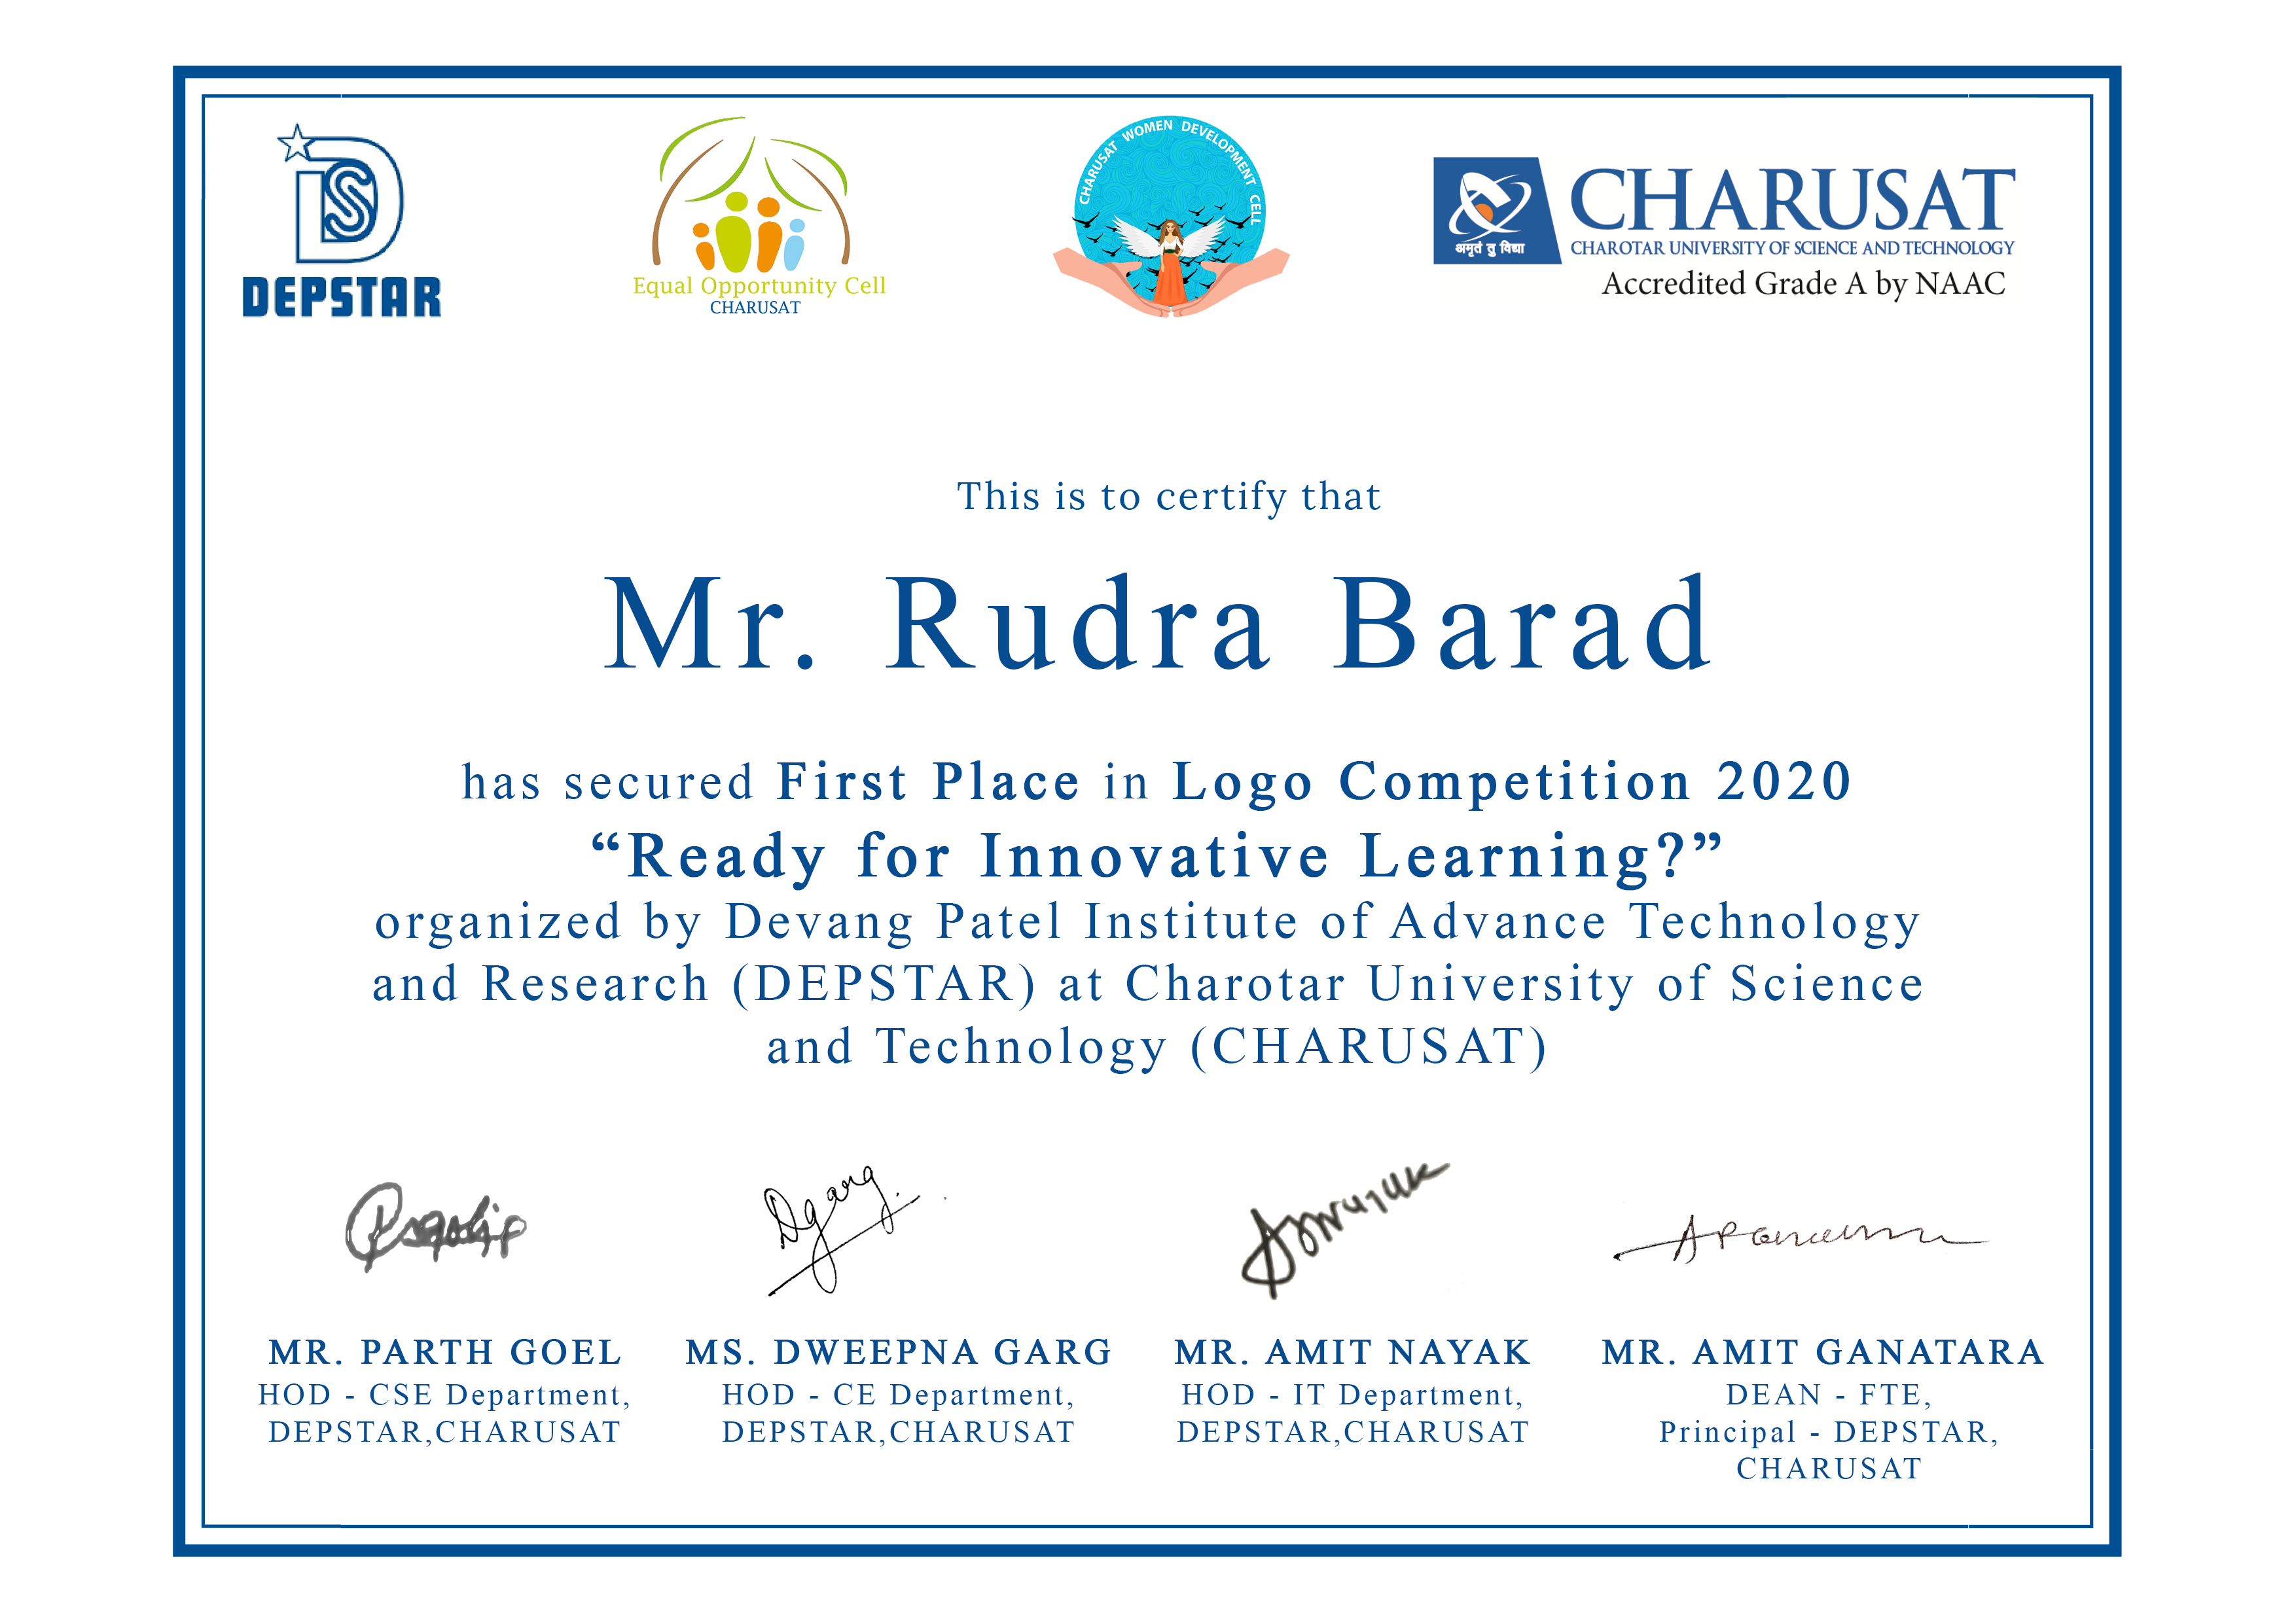 DEPSTAR
Equal Opportunity Cell
CHARUSAT
CHARUSAT WOMEN DEVELOPMENT CELL
अमृतं तु विद्या
CHARUSAT
CHAROTAR UNIVERSITY OF SCIENCE AND TECHNOLOGY
Accredited Grade A by NAAC
This is to certify that
Mr. Rudra Barad
has secured First Place in Logo Competition 2020
“Ready for Innovative Learning?”
organized by Devang Patel Institute of Advance Technology
and Research (DEPSTAR) at Charotar University of Science
and Technology (CHARUSAT)
Dgarg.
MR. PARTH GOEL
HOD - CSE Department,
DEPSTAR,CHARUSAT
MS. DWEEPNA GARG
HOD - CE Department,
DEPSTAR,CHARUSAT
MR. AMIT NAYAK
HOD - IT Department,
DEPSTAR,CHARUSAT
MR. AMIT GANATARA
DEAN - FTE,
Principal - DEPSTAR,
CHARUSAT